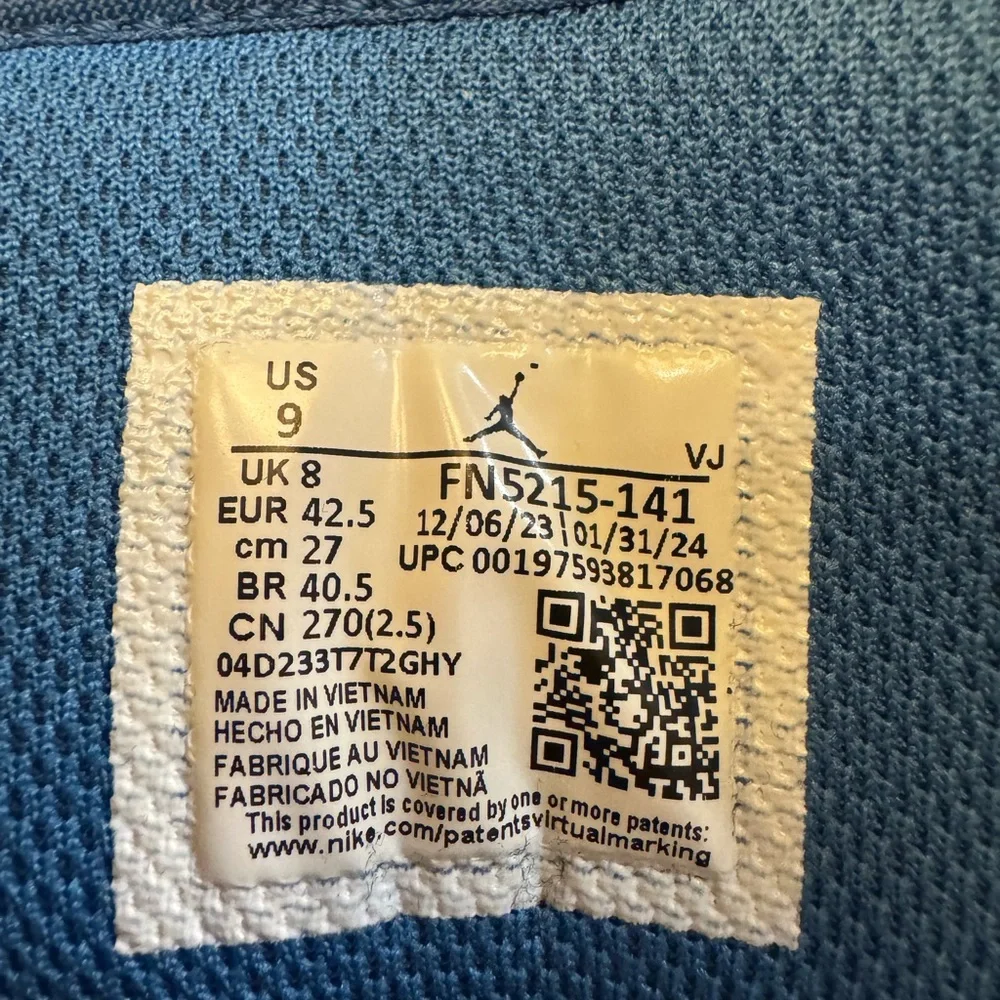 US
9
VJ
UK 8
EUR 42.5
cm 27
BR 40.5
CN 270(2.5)
FN5215-141
12/06/23 01/31/24
UPC 00197593817068
04D233T7T2GHY
MADE IN VIETNAM
HECHO EN VIETNAM
FABRIQUE AU VIETNAM
FABRICADO NO VIETNÃ
This product is covered by one or more patents:
www.nike.com/patentsvirtualmarking